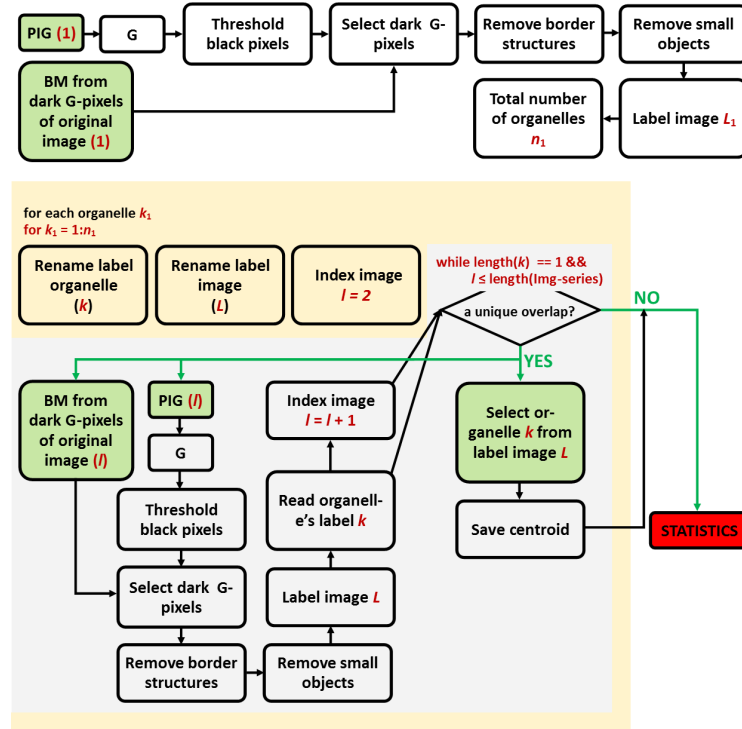 PIG (1)
G
Threshold
black pixels
Select dark G-
pixels
Remove border
structures
Remove small
objects
BM from
dark G-pixels
of original
image (1)
Total number
of organelles
n₁
Label image L₁
for each organelle k₁
for k₁ = 1:n₁
Rename label
organelle
(k)
Rename label
image
(L)
Index image
l = 2
while length(k) == 1 &&
l ≤ length(Img-series)
a unique overlap?
NO
YES
BM from
dark G-pixels
of original
image (l)
PIG (l)
G
Threshold
black pixels
Select dark G-
pixels
Remove border
structures
Remove small
objects
Label image L
Read organell-
e's label k
Index image
l = l + 1
Select or-
ganelle k from
label image L
Save centroid
STATISTICS